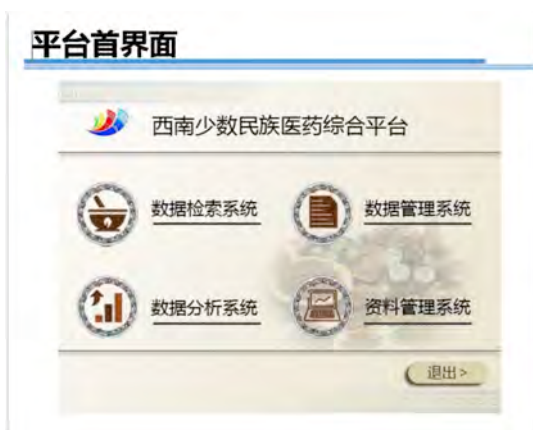 平台首界面
西南少数民族医药综合平台
数据检索系统
数据管理系统
数据分析系统
资料管理系统
退出>